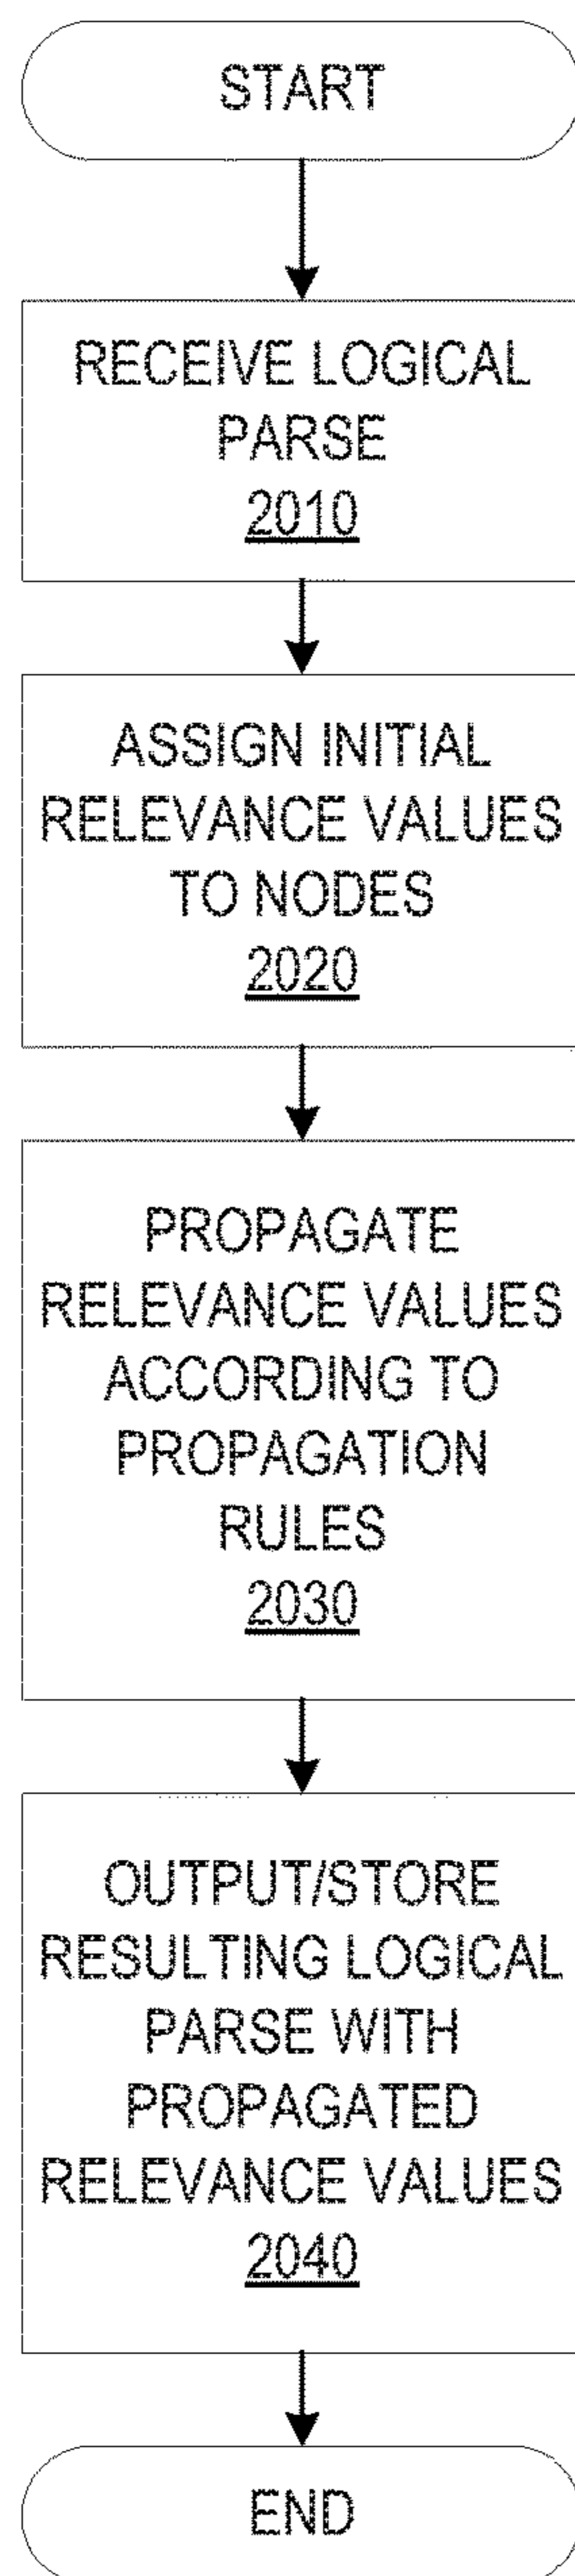 START
RECEIVE LOGICAL
PARSE
2010
ASSIGN INITIAL
RELEVANCE VALUES
TO NODES
2020
PROPAGATE
RELEVANCE VALUES
ACCORDING TO
PROPAGATION
RULES
2030
OUTPUT/STORE
RESULTING LOGICAL
PARSE WITH
PROPAGATED
RELEVANCE VALUES
2040
END